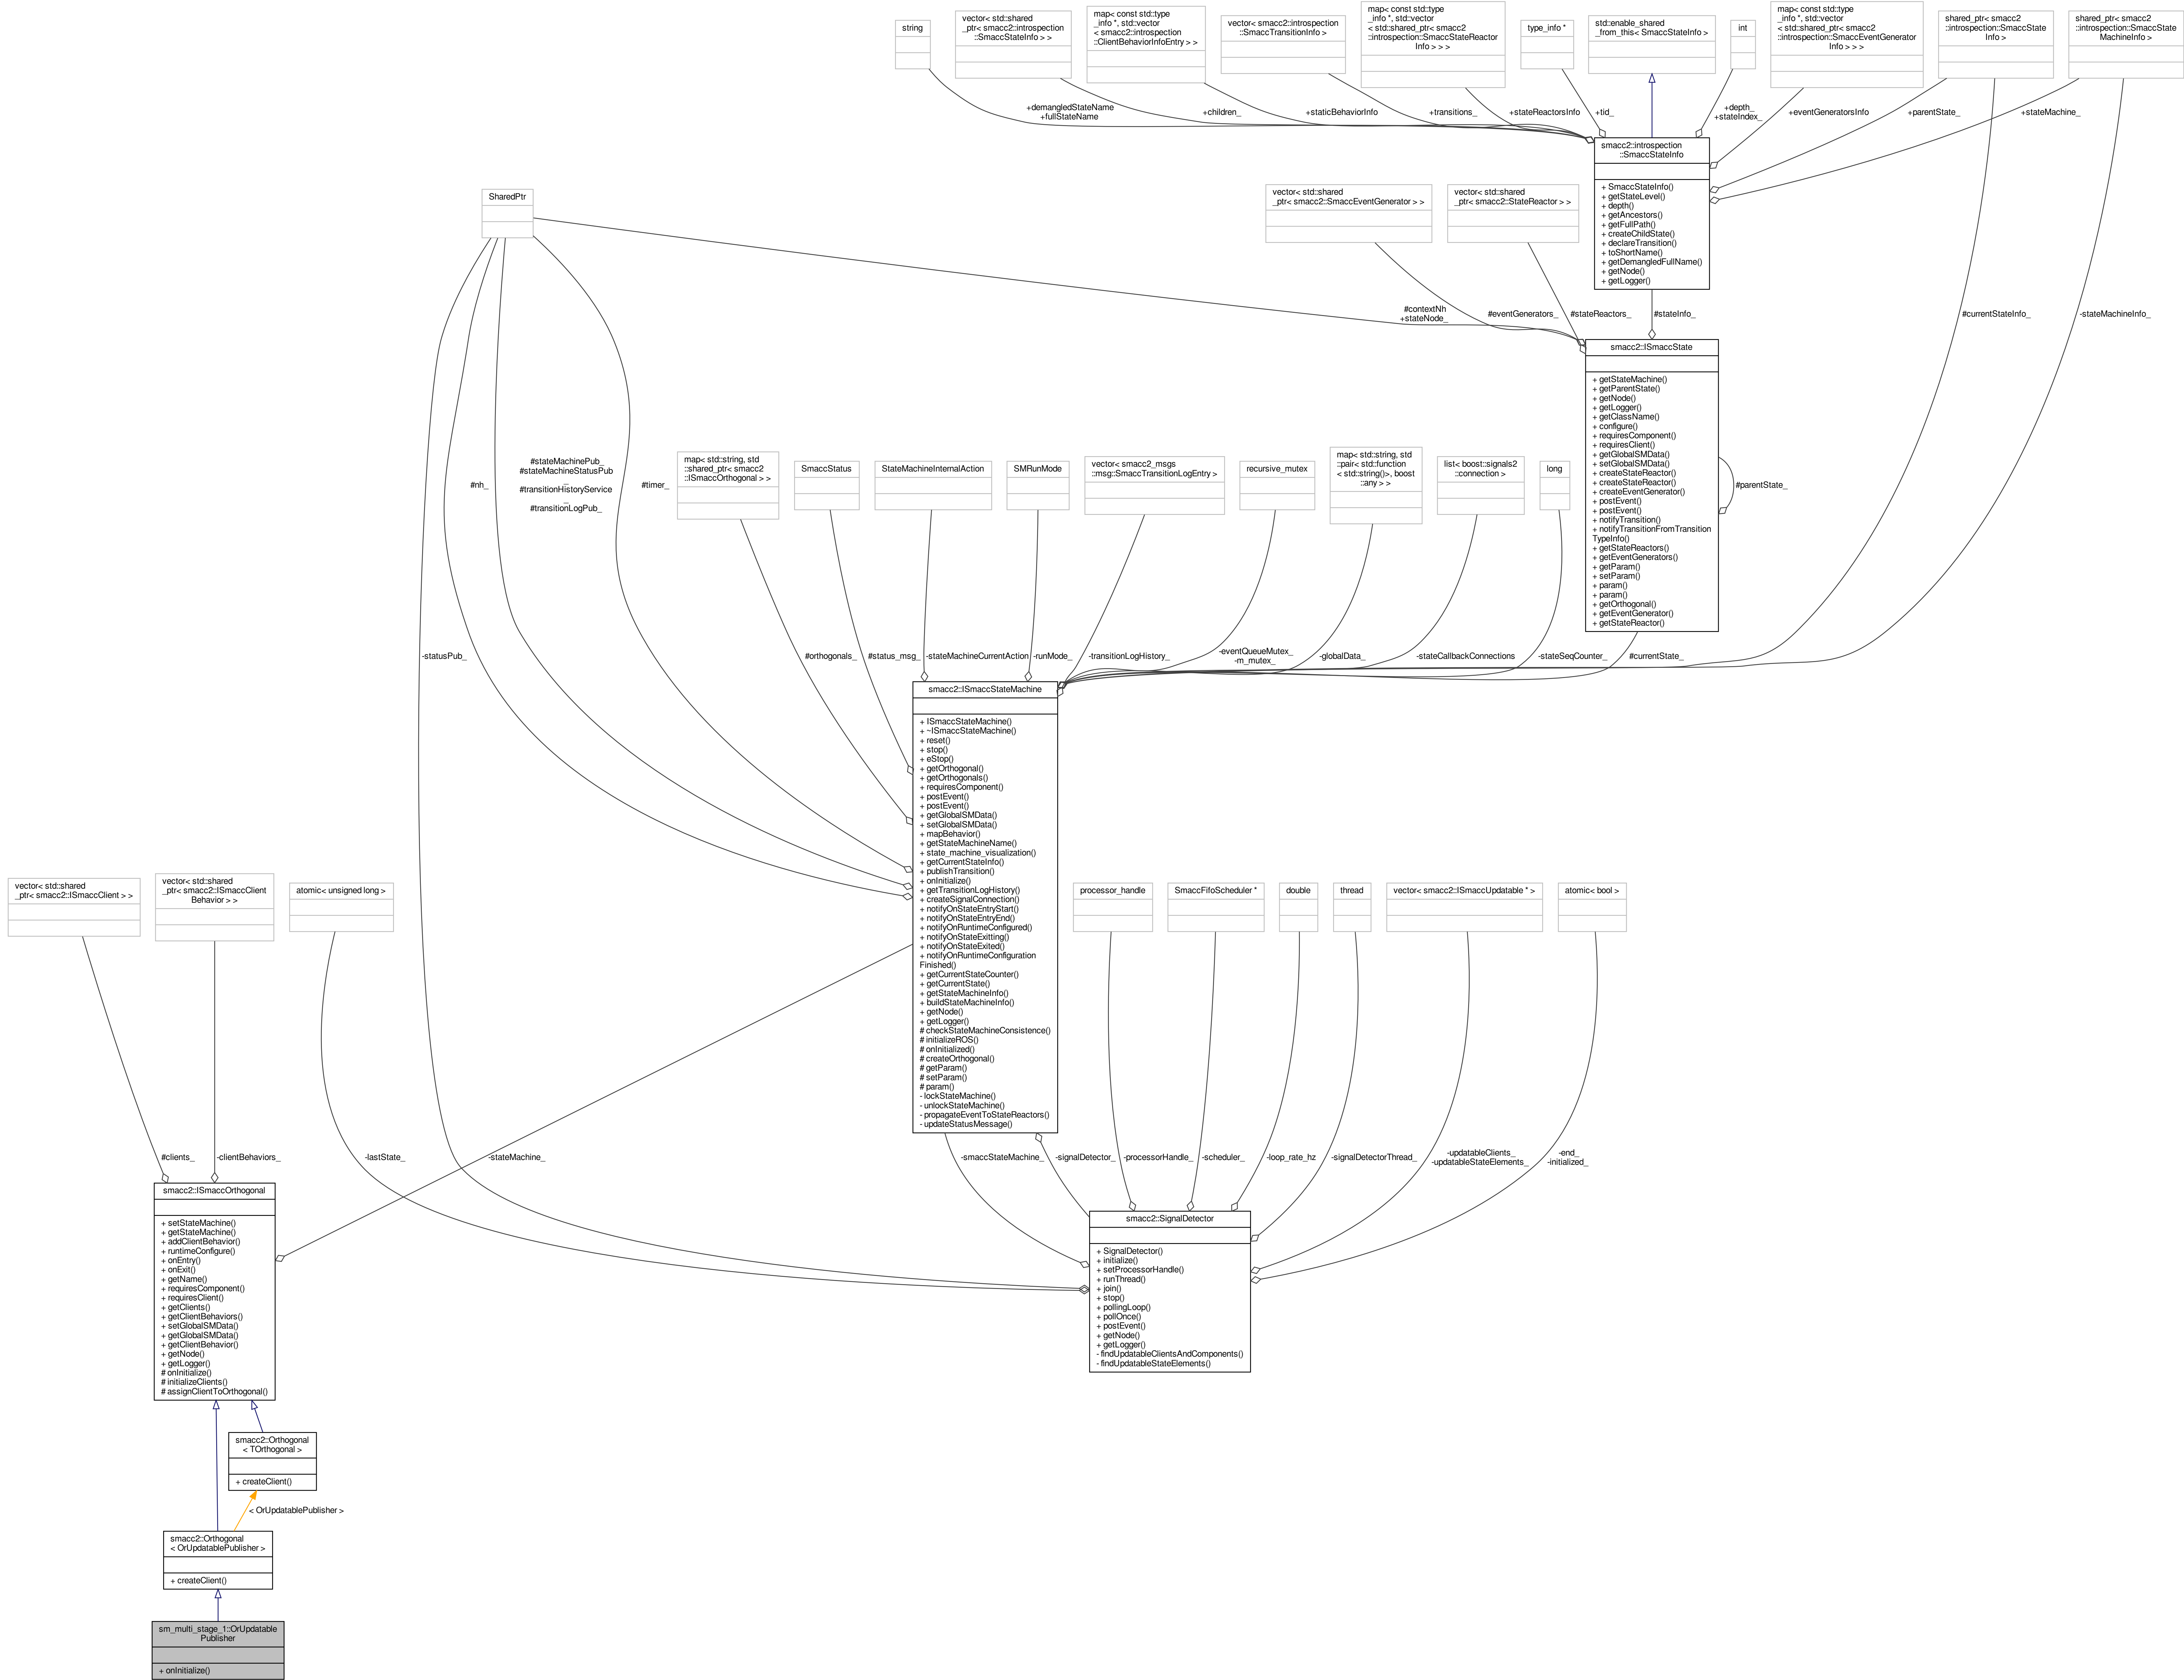 string
vector< std::shared
_ptr< smacc2::introspection
::SmaccStateInfo > >
map< const std::type
_info *, std::vector
< smacc2::introspection
::ClientBehaviorInfoEntry > >
vector< smacc2::introspection
::SmaccTransitionInfo >
map< const std::type
_info *, std::vector
< std::shared_ptr< smacc2
::introspection::SmaccStateReactor
Info > > >
type_info *
std::enable_shared
_from_this< SmaccStateInfo >
int
map< const std::type
_info *, std::vector
< std::shared_ptr< smacc2
::introspection::SmaccEventGenerator
Info > > >
shared_ptr< smacc2
::introspection::SmaccState
Info >
shared_ptr< smacc2
::introspection::SmaccState
MachineInfo >
+demangledStateName
+fullStateName
+children_
+staticBehaviorInfo
+transitions_
+stateReactorsInfo
+tid_
+depth_
+stateIndex_
+eventGeneratorsInfo
+parentState_
+stateMachine_
smacc2::introspection
::SmaccStateInfo
+ SmaccStateInfo()
+ getStateLevel()
+ depth()
+ getAncestors()
+ getFullPath()
+ createChildState()
+ declareTransition()
+ toShortName()
+ getDemangledFullName()
+ getNode()
+ getLogger()
SharedPtr
vector< std::shared
_ptr< smacc2::SmaccEventGenerator > >
vector< std::shared
_ptr< smacc2::StateReactor > >
#contextNh
+stateNode_
#eventGenerators_
#stateReactors_
#stateInfo_
#currentStateInfo_
-stateMachineInfo_
smacc2::ISmaccState
+ getStateMachine()
+ getParentState()
+ getNode()
+ getLogger()
+ getClassName()
+ configure()
+ requiresComponent()
+ requiresClient()
+ getGlobalSMData()
+ setGlobalSMData()
+ createStateReactor()
+ createStateReactor()
+ createEventGenerator()
+ postEvent()
+ postEvent()
+ notifyTransition()
+ notifyTransitionFromTransition
TypeInfo()
+ getStateReactors()
+ getEventGenerators()
+ getParam()
+ setParam()
+ param()
+ param()
+ getOrthogonal()
+ getEventGenerator()
+ getStateReactor()
#parentState_
#nh_
#stateMachinePub_
#stateMachineStatusPub
_
#transitionHistoryService
_
#transitionLogPub_
#timer_
map< std::string, std
::shared_ptr< smacc2
::ISmaccOrthogonal > >
SmaccStatus
StateMachineInternalAction
SMRunMode
vector< smacc2_msgs
::msg::SmaccTransitionLogEntry >
recursive_mutex
map< std::string, std
::pair< std::function
< std::string()>, boost
::any > >
list< boost::signals2
::connection >
long
-statusPub_
#orthogonals_
#status_msg_
-stateMachineCurrentAction
-runMode_
-transitionLogHistory_
-eventQueueMutex_
-m_mutex_
-globalData_
-stateCallbackConnections
-stateSeqCounter_
#currentState_
smacc2::ISmaccStateMachine
+ ISmaccStateMachine()
+ ~ISmaccStateMachine()
+ reset()
+ stop()
+ eStop()
+ getOrthogonal()
+ getOrthogonals()
+ requiresComponent()
+ postEvent()
+ postEvent()
+ getGlobalSMData()
+ setGlobalSMData()
+ mapBehavior()
+ getStateMachineName()
+ state_machine_visualization()
+ getCurrentStateInfo()
+ publishTransition()
+ onInitialize()
+ getTransitionLogHistory()
+ createSignalConnection()
+ notifyOnStateEntryStart()
+ notifyOnStateEntryEnd()
+ notifyOnRuntimeConfigured()
+ notifyOnStateExitting()
+ notifyOnStateExited()
+ notifyOnRuntimeConfiguration
Finished()
+ getCurrentStateCounter()
+ getCurrentState()
+ getStateMachineInfo()
+ buildStateMachineInfo()
+ getNode()
+ getLogger()
# checkStateMachineConsistence()
# initializeROS()
# onInitialized()
# createOrthogonal()
# getParam()
# setParam()
# param()
- lockStateMachine()
- unlockStateMachine()
- propagateEventToStateReactors()
- updateStatusMessage()
vector< std::shared
_ptr< smacc2::ISmaccClient > >
vector< std::shared
_ptr< smacc2::ISmaccClient
Behavior > >
atomic< unsigned long >
processor_handle
SmaccFifoScheduler *
double
thread
vector< smacc2::ISmaccUpdatable * >
atomic< bool >
#clients_
-clientBehaviors_
-lastState_
-stateMachine_
-smaccStateMachine_
-signalDetector_
-processorHandle_
-scheduler_
-loop_rate_hz
-signalDetectorThread_
-updatableClients_
-updatableStateElements_
-end_
-initialized_
smacc2::ISmaccOrthogonal
+ setStateMachine()
+ getStateMachine()
+ addClientBehavior()
+ runtimeConfigure()
+ onEntry()
+ onExit()
+ getName()
+ requiresComponent()
+ requiresClient()
+ getClients()
+ getClientBehaviors()
+ setGlobalSMData()
+ getGlobalSMData()
+ getClientBehavior()
+ getNode()
+ getLogger()
# onInitialize()
# initializeClients()
# assignClientToOrthogonal()
smacc2::SignalDetector
+ SignalDetector()
+ initialize()
+ setProcessorHandle()
+ runThread()
+ join()
+ stop()
+ pollingLoop()
+ pollOnce()
+ postEvent()
+ getNode()
+ getLogger()
- findUpdatableClientsAndComponents()
- findUpdatableStateElements()
smacc2::Orthogonal
< TOrthogonal >
+ createClient()
< OrUpdatablePublisher >
smacc2::Orthogonal
< OrUpdatablePublisher >
+ createClient()
sm_multi_stage_1::OrUpdatable
Publisher
+ onInitialize()